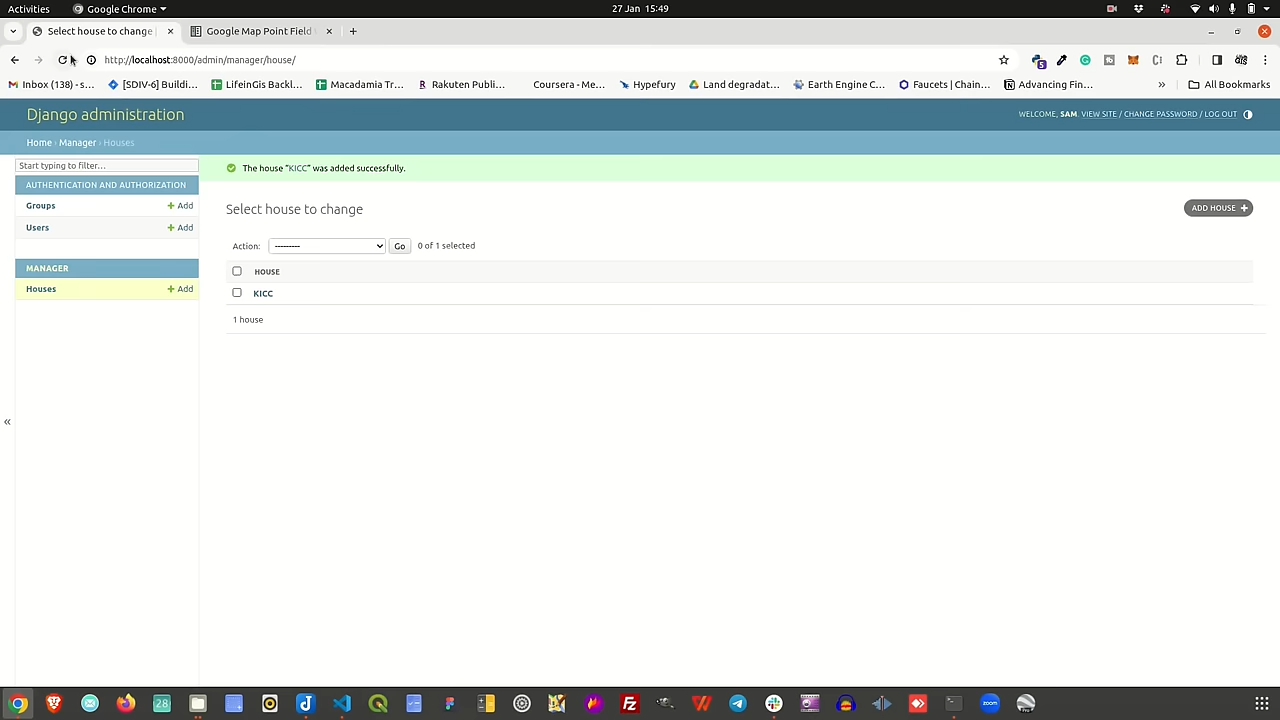 Activities
Google Chrome
27 Jan 15:49
Select house to change
Google Map Point Field
http://localhost:8000/admin/manager/house/
5
Inbox (138) - s...
[SDIV-6] Buildi...
LifeinGis Backl...
Macadamia Tr...
Rakuten Publi...
Coursera - Me...
Hypefury
Land degradat...
Earth Engine C...
Faucets | Chain...
Advancing Fin...
»
All Bookmarks
Django administration
WELCOME, SAM. VIEW SITE / CHANGE PASSWORD / LOG OUT
Home › Manager › Houses
Start typing to filter...
The house “KICC” was added successfully.
AUTHENTICATION AND AUTHORIZATION
Groups
+ Add
Users
+ Add
MANAGER
Houses
+ Add
«
Select house to change
ADD HOUSE +
Action:
---------
Go
0 of 1 selected
HOUSE
KICC
1 house
28
zoom